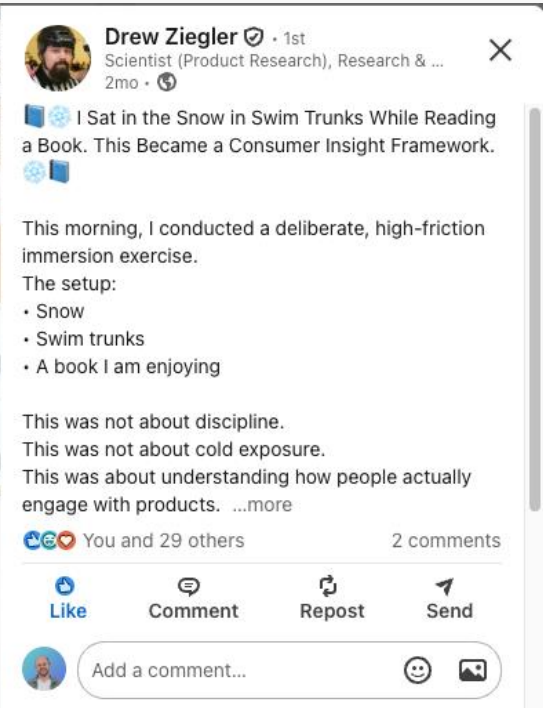 Drew Ziegler · 1st
Scientist (Product Research), Research & ...
2mo ·
📘❄️ I Sat in the Snow in Swim Trunks While Reading
a Book. This Became a Consumer Insight Framework.
❄️📘
This morning, I conducted a deliberate, high-friction
immersion exercise.
The setup:
• Snow
• Swim trunks
• A book I am enjoying
This was not about discipline.
This was not about cold exposure.
This was about understanding how people actually
engage with products. ...more
You and 29 others 2 comments
Like Comment Repost Send
Add a comment...